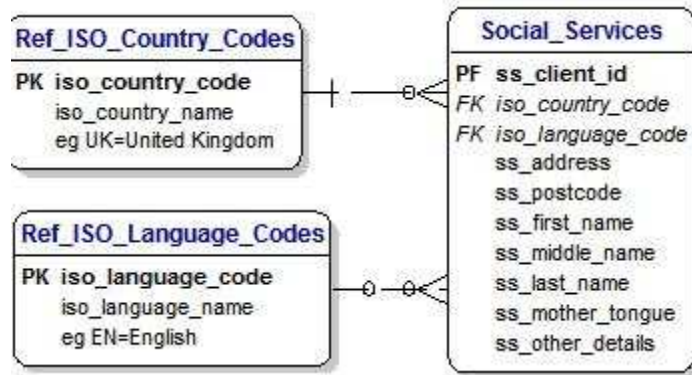 Ref_ISO_Country_Codes
PK iso_country_code
iso_country_name
eg UK=United Kingdom
Ref_ISO_Language_Codes
PK iso_language_code
iso_language_name
eg EN=English
Social_Services
PF ss_client_id
FK iso_country_code
FK iso_language_code
ss_address
ss_postcode
ss_first_name
ss_middle_name
ss_last_name
ss_mother_tongue
ss_other_details